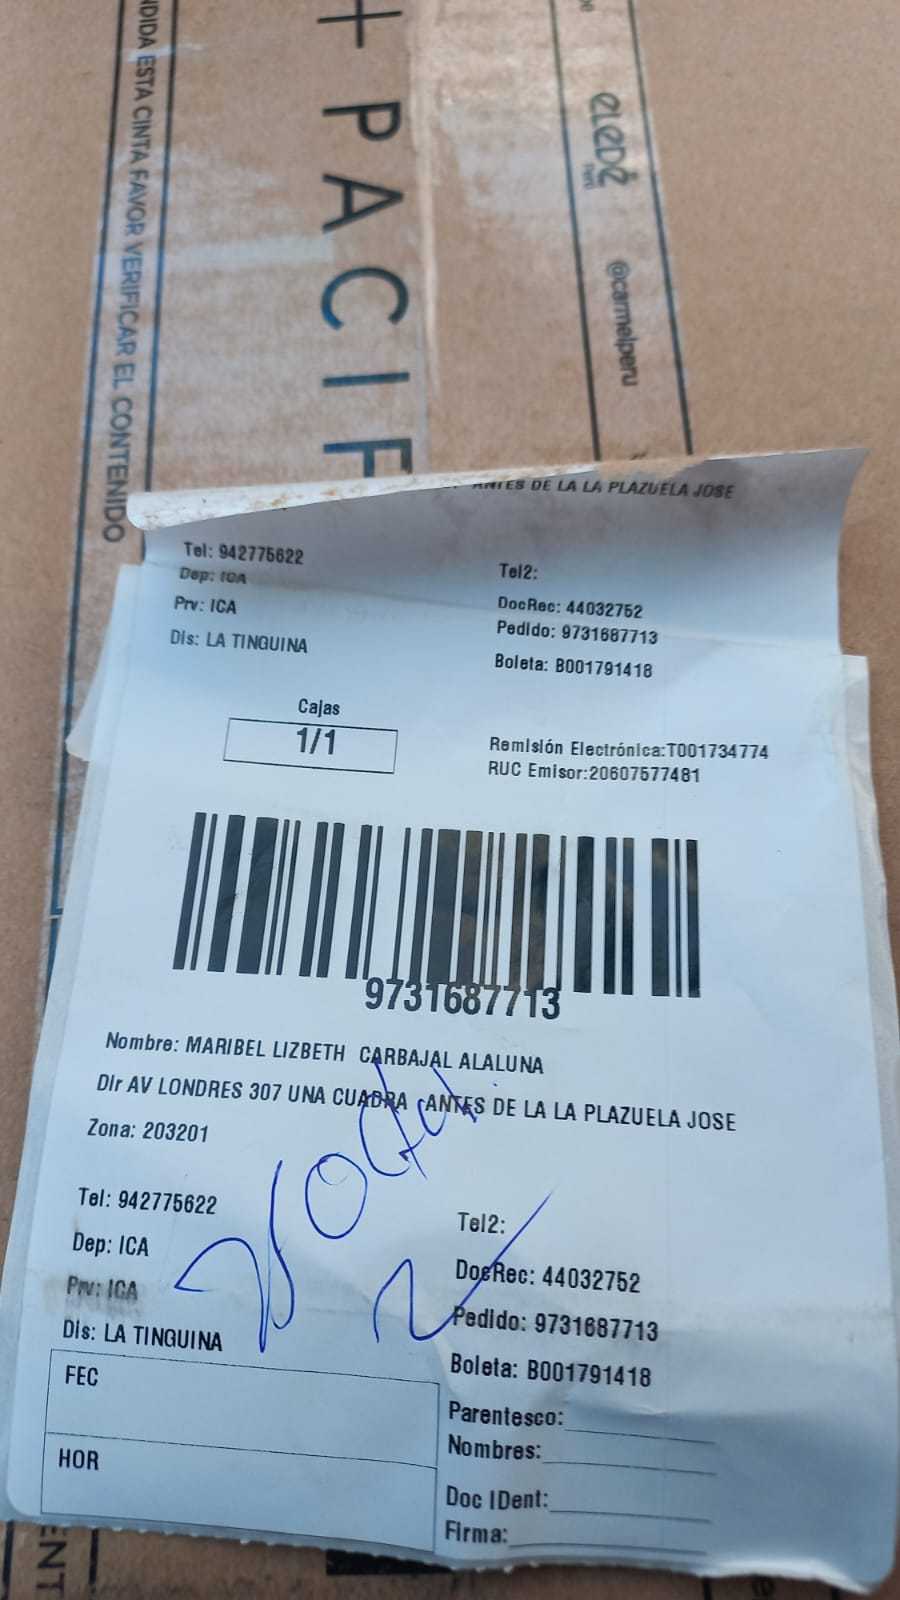 + PACIF
NDIDA ESTA CINTA FAVOR VERIFICAR EL CONTENIDO
eLeDē
Perú
@carmelperu
ANTES DE LA LA PLAZUELA JOSE
Tel: 942775622
Tel2:
Dep: ICA
DocRec: 44032752
Prv: ICA
Pedido: 9731687713
Dis: LA TINGUINA
Boleta: B001791418
Cajas
1/1
Remisión Electrónica:T001734774
RUC Emisor:20607577481
9731687713
Nombre: MARIBEL LIZBETH CARBAJAL ALALUNA
Dir AV LONDRES 307 UNA CUADRA ANTES DE LA LA PLAZUELA JOSE
Zona: 203201
Tel: 942775622
Tel2:
Dep: ICA
DocRec: 44032752
Prv: ICA
Pedido: 9731687713
Dis: LA TINGUINA
Boleta: B001791418
FEC
Parentesco:
Nombres:
HOR
Doc IDent:
Firma:
ENT